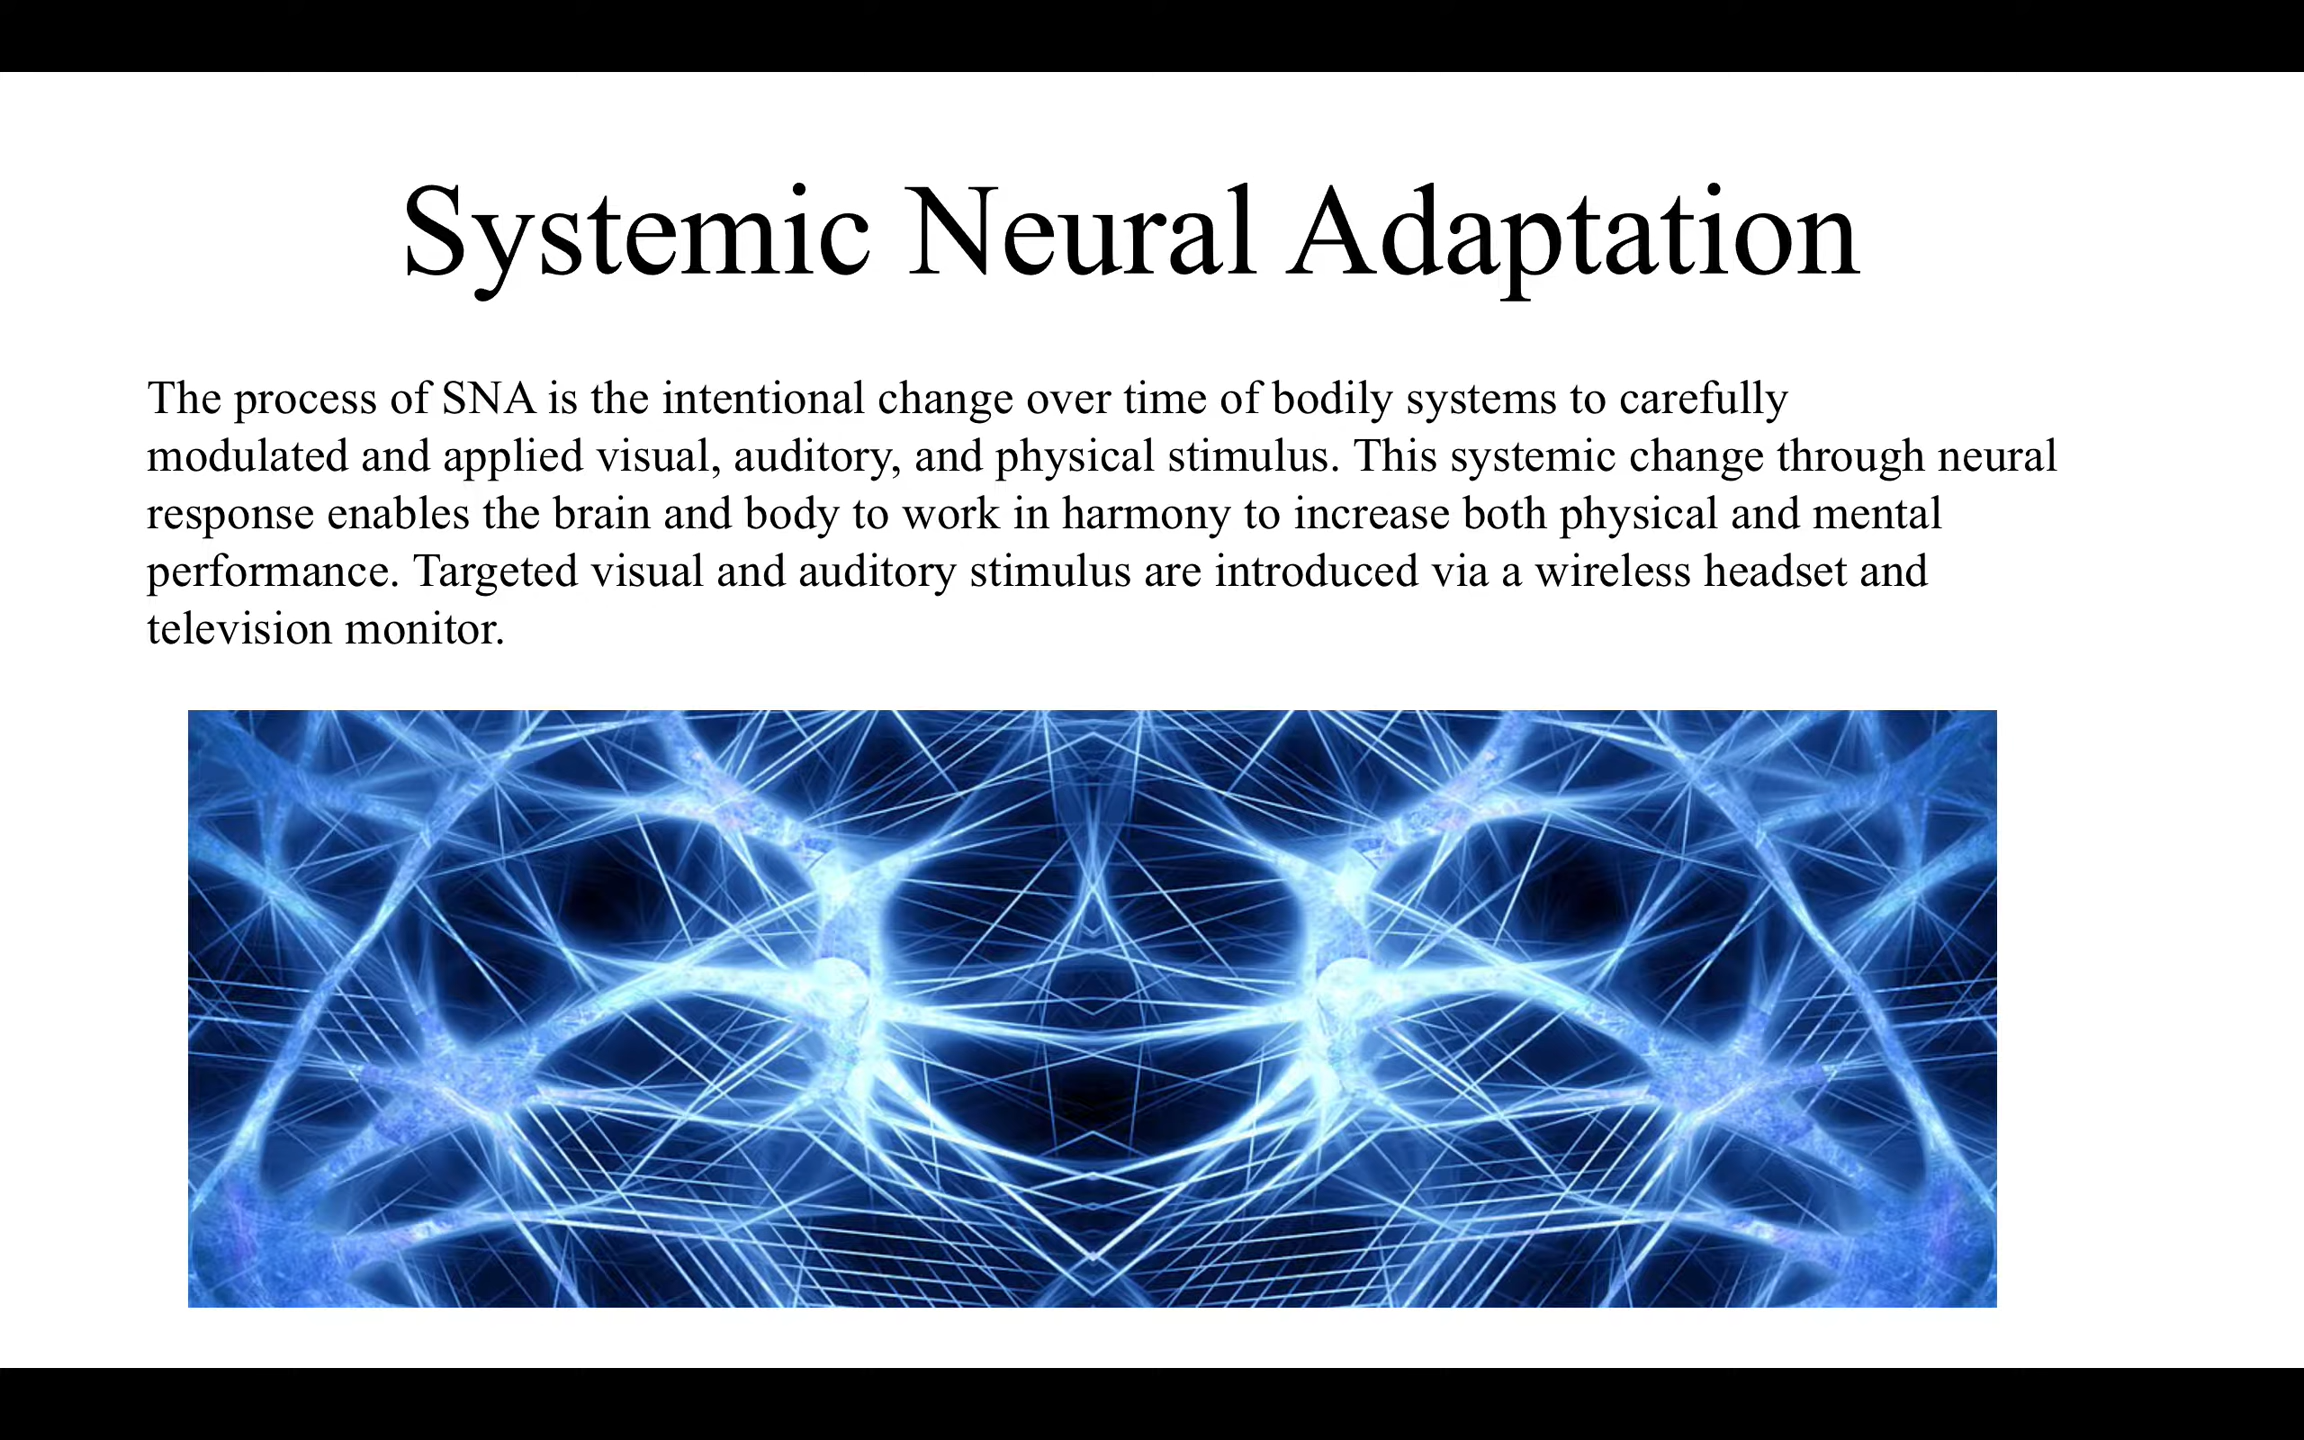 Systemic Neural Adaptation
The process of SNA is the intentional change over time of bodily systems to carefully
modulated and applied visual, auditory, and physical stimulus. This systemic change through neural
response enables the brain and body to work in harmony to increase both physical and mental
performance. Targeted visual and auditory stimulus are introduced via a wireless headset and
television monitor.